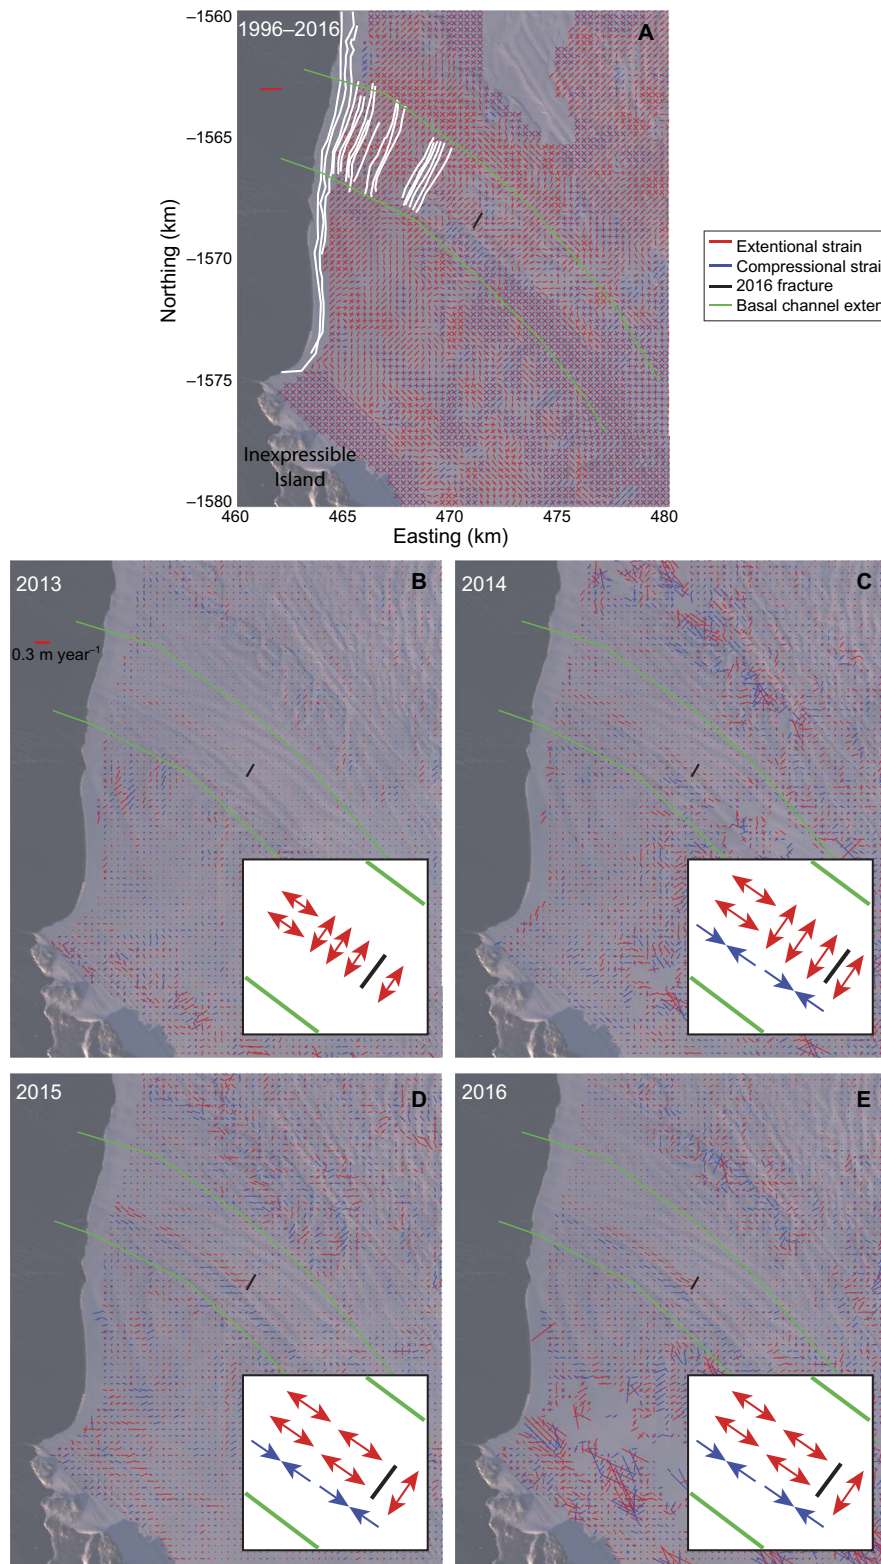 –1560
1996–2016
A
–1565
–1570
–1575
–1580
Northing (km)
Inexpressible
Island
460
465
470
475
480
Easting (km)
Extentional strain
Compressional strai
2016 fracture
Basal channel exten
2013
B
0.3 m year⁻¹
2014
C
2015
D
2016
E